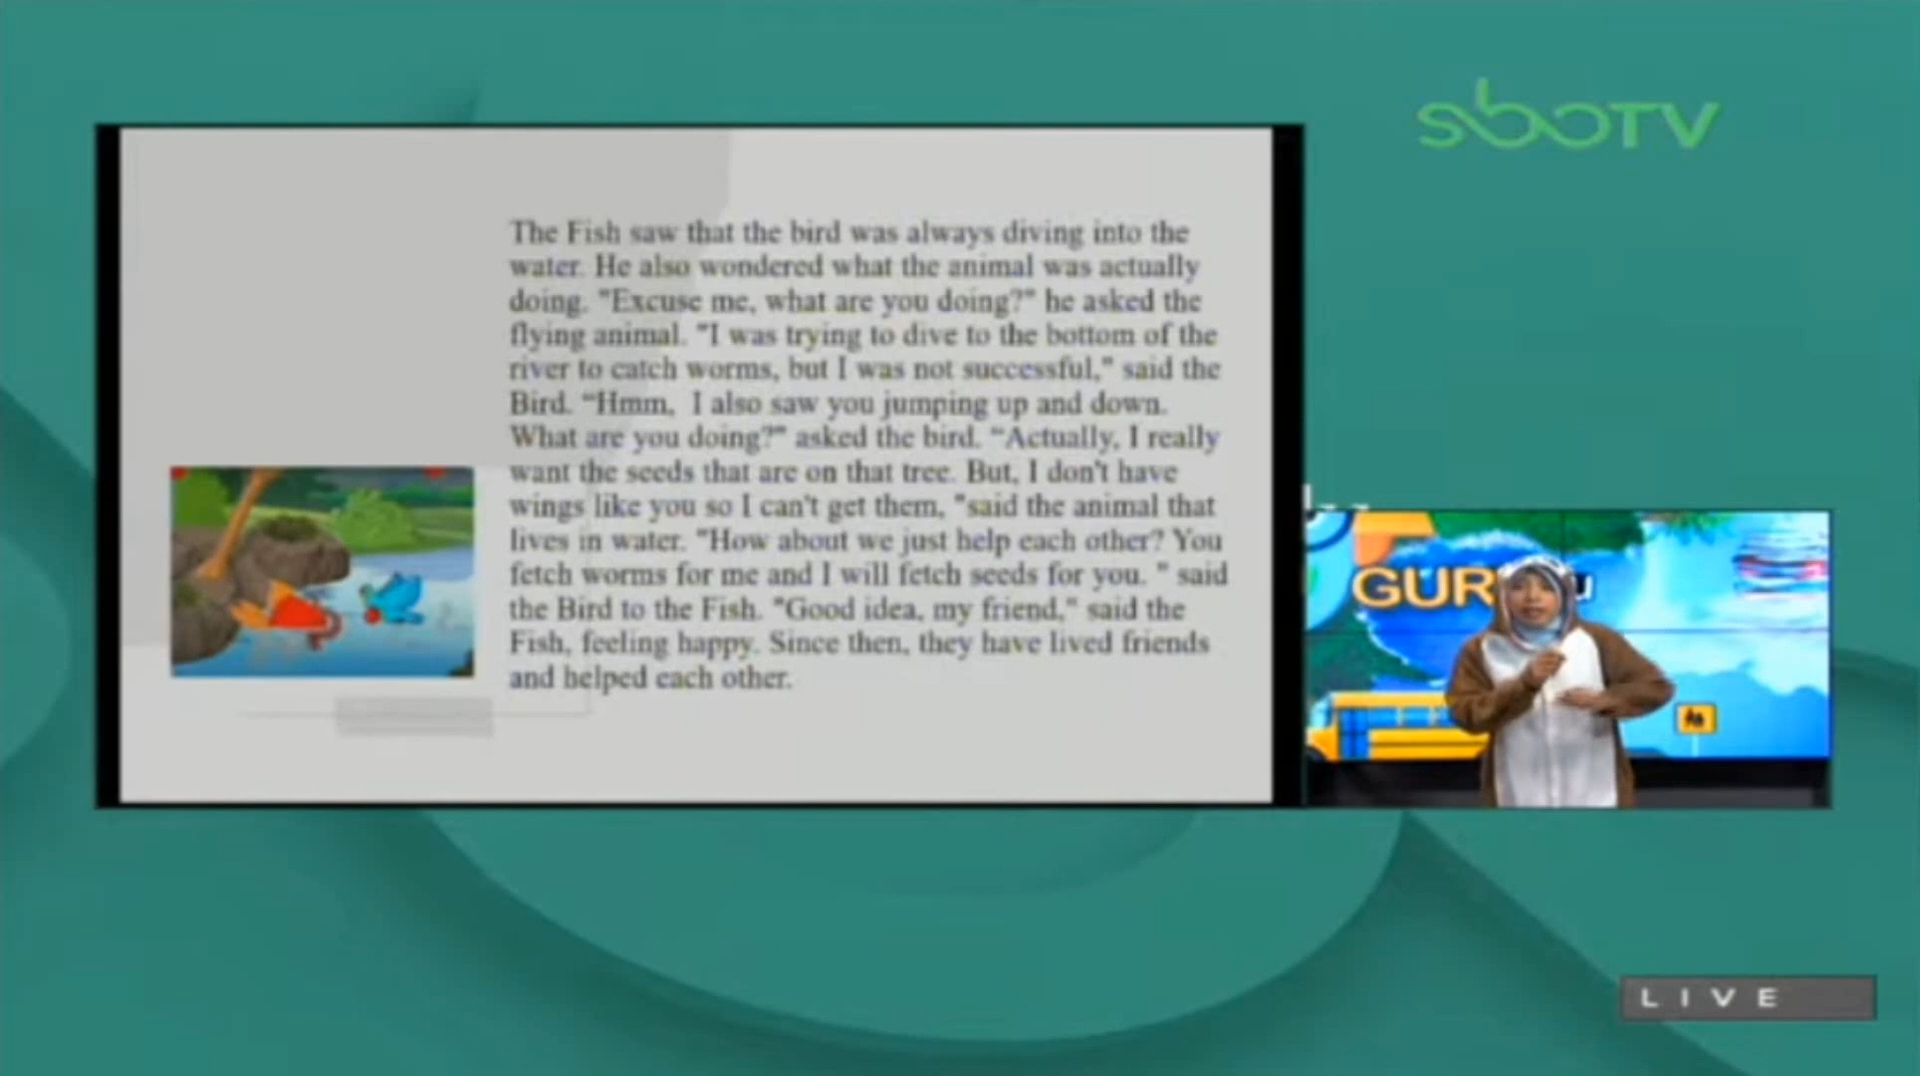 sboTV
The Fish saw that the bird was always diving into the
water. He also wondered what the animal was actually
doing. "Excuse me, what are you doing?" he asked the
flying animal. "I was trying to dive to the bottom of the
river to catch worms, but I was not successful," said the
Bird. “Hmm,  I also saw you jumping up and down.
What are you doing?” asked the bird. “Actually, I really
want the seeds that are on that tree. But, I don't have
wings like you so I can't get them, "said the animal that
lives in water. "How about we just help each other? You
fetch worms for me and I will fetch seeds for you. " said
the Bird to the Fish. "Good idea, my friend," said the
Fish, feeling happy. Since then, they have lived friends
and helped each other.
GUR
LIVE